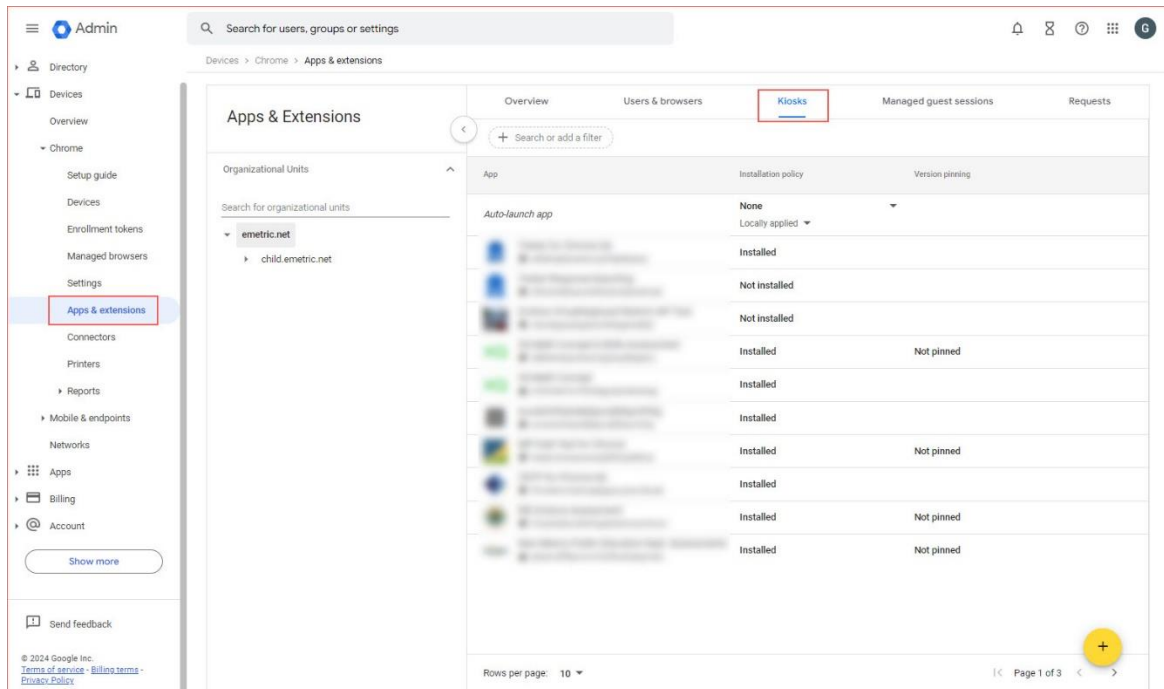 Admin
Search for users, groups or settings
G
Directory
Devices
Overview
Chrome
Setup guide
Devices
Enrollment tokens
Managed browsers
Settings
Apps & extensions
Connectors
Printers
Reports
Mobile & endpoints
Networks
Apps
Billing
Account
Show more
Send feedback
© 2024 Google Inc.
Terms of service - Billing terms -
Privacy Policy
Devices > Chrome > Apps & extensions
Apps & Extensions
Organizational Units
Search for organizational units
emetric.net
child.emetric.net
Overview Users & browsers Kiosks Managed guest sessions Requests
+ Search or add a filter
App Installation policy Version pinning
Auto-launch app None
Locally applied
Installed
Not installed
Not installed
Installed Not pinned
Installed
Installed
Installed Not pinned
Installed
Installed Not pinned
Installed Not pinned
+
Rows per page: 10 Page 1 of 3